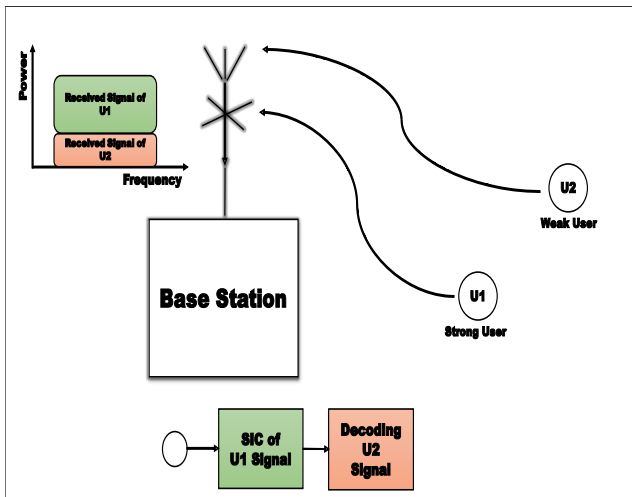 Power
Received Signal of
U1
Received Signal of
U2
Frequency
U2
Weak User
Base Station
U1
Strong User
SIC of
U1 Signal
Decoding
U2
Signal